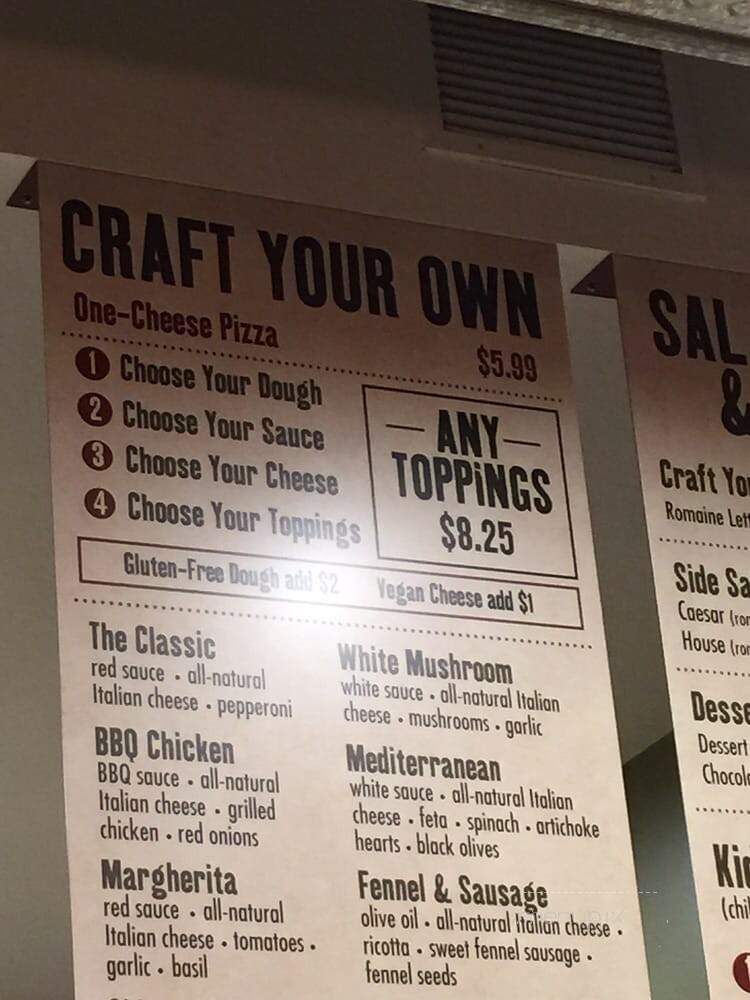 CRAFT YOUR OWN
One-Cheese Pizza
$5.99
1 Choose Your Dough
2 Choose Your Sauce
3 Choose Your Cheese
4 Choose Your Toppings
ANY
TOPPiNGS
$8.25
Gluten-Free Dough add $2 Vegan Cheese add $1
The Classic
red sauce • all-natural
Italian cheese • pepperoni
BBQ Chicken
BBQ sauce • all-natural
Italian cheese • grilled
chicken • red onions
Margherita
red sauce • all-natural
Italian cheese • tomatoes •
garlic • basil
White Mushroom
white sauce • all-natural Italian
cheese • mushrooms • garlic
Mediterranean
white sauce • all-natural Italian
cheese • feta • spinach • artichoke
hearts • black olives
Fennel & Sausage
olive oil • all-natural Italian cheese •
ricotta • sweet fennel sausage •
fennel seeds
SAL
&
Craft Yo
Romaine Lett
Side Sa
Caesar (ro
House (ro
Desse
Dessert
Chocol
Ki
(chi